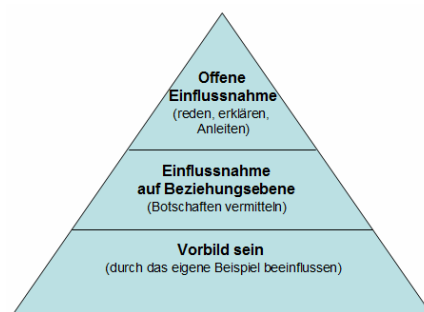 Offene
Einflussnahme
(reden, erklären,
Anleiten)
Einflussnahme
auf Beziehungsebene
(Botschaften vermitteln)
Vorbild sein
(durch das eigene Beispiel beeinflussen)